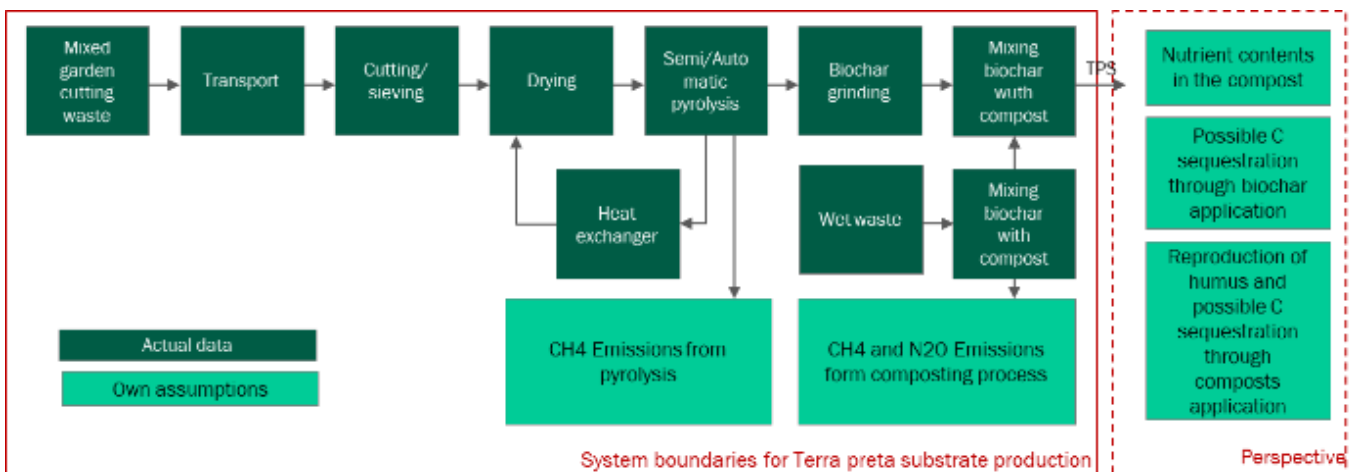 Mixed
garden
cutting
waste
Transport
Cutting/
sieving
Drying
Semi/Auto
matic
pyrolysis
Biochar
grinding
Mixing
biochar
wuth
compost
TPS
Nutrient contents
in the compost
Possible C
sequestration
through biochar
application
Heat
exchanger
Wet waste
Mixing
biochar
with
compost
Reproduction of
humus and
possible C
sequestration
through
composts
application
CH4 Emissions from
pyrolysis
CH4 and N2O Emissions
form composting process
Actual data
Own assumptions
System boundaries for Terra preta substrate production
Perspective